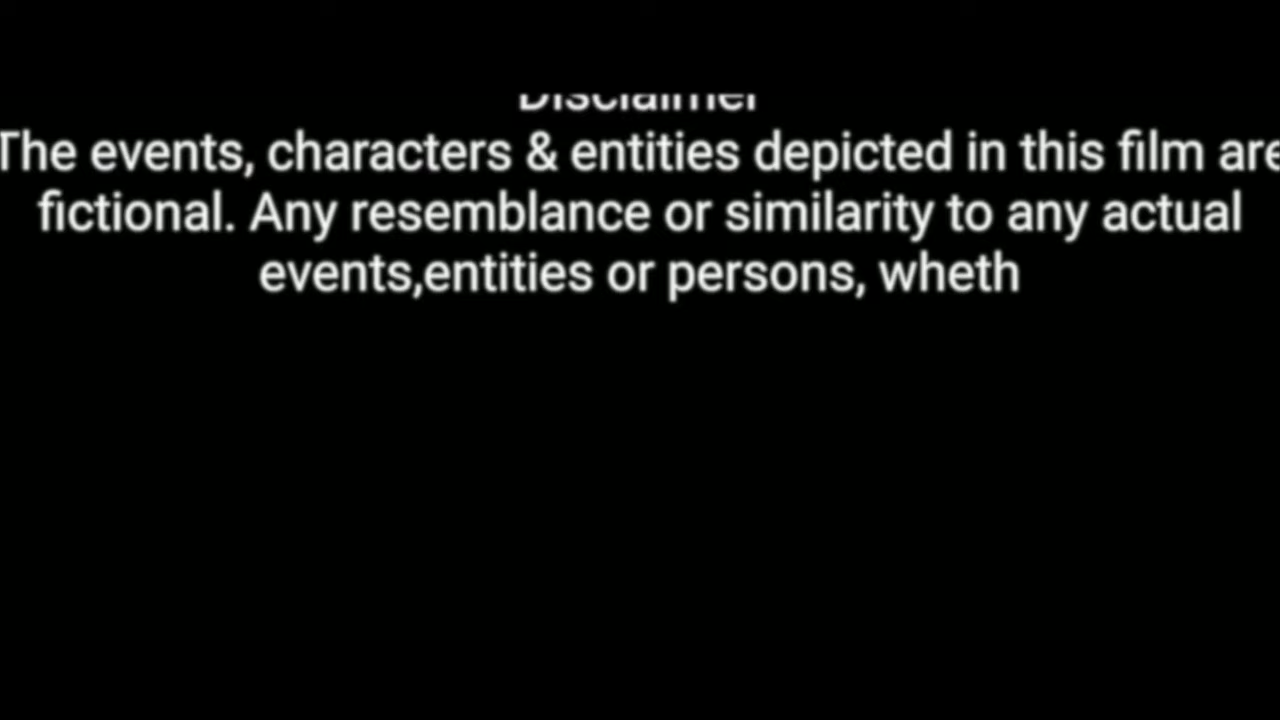 Disclaimer
The events, characters & entities depicted in this film are
fictional. Any resemblance or similarity to any actual
events,entities or persons, wheth